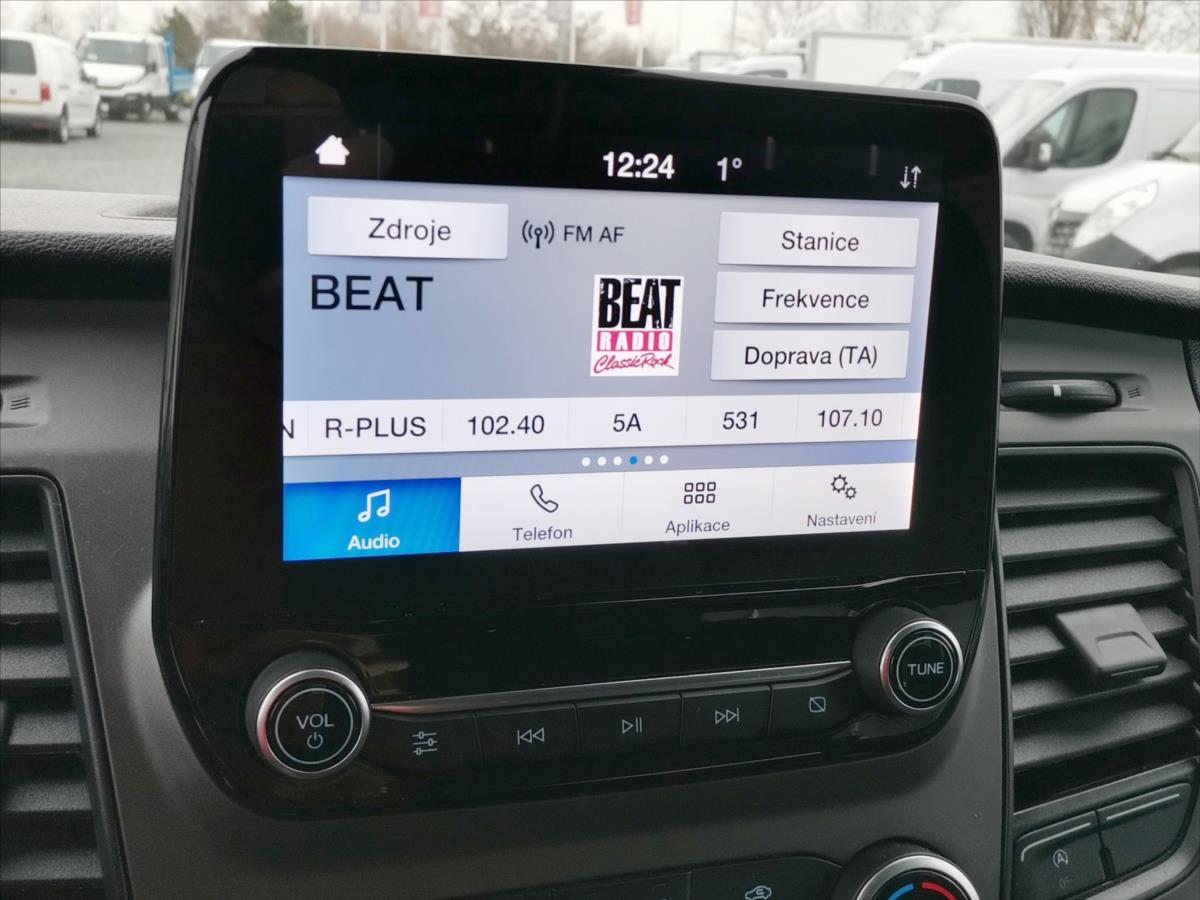 12:24 1°
Zdroje FM AF Stanice
BEAT
BEAT
RADIO
Classic Rock
Frekvence
Doprava (TA)
N R-PLUS 102.40 5A 531 107.10
Audio Telefon Aplikace Nastavení
VOL
TUNE
A